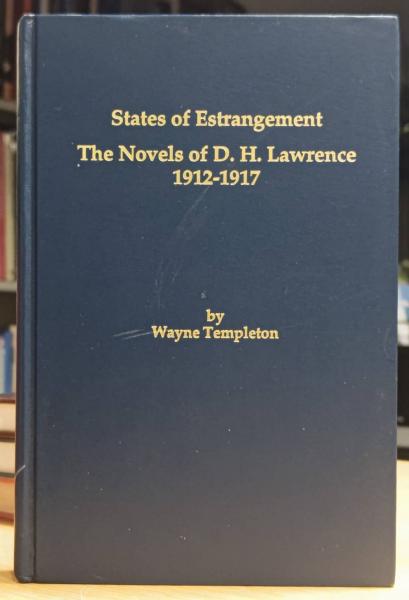 States of Estrangement
The Novels of D. H. Lawrence
1912-1917
by
Wayne Templeton